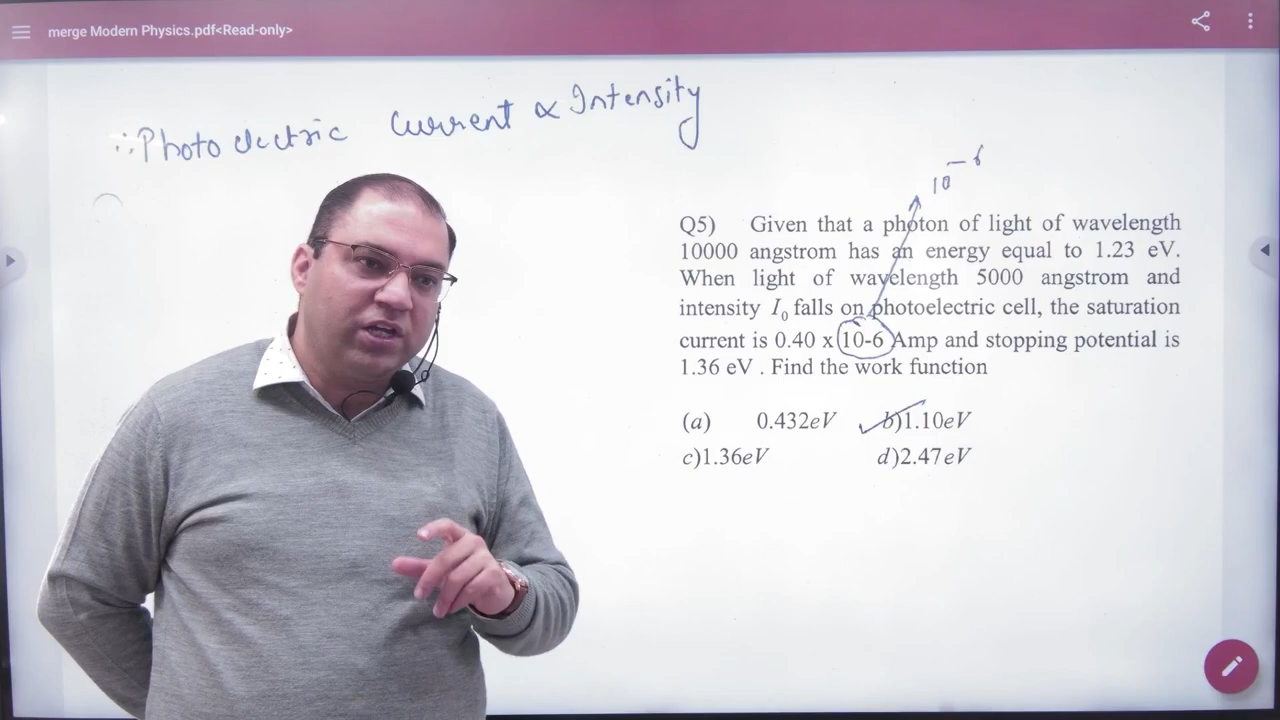 merge Modern Physics.pdf<Read-only>
∴ Photo electric Current ∝ Intensity
10⁻⁶
Q5) Given that a photon of light of wavelength
10000 angstrom has an energy equal to 1.23 eV.
When light of wavelength 5000 angstrom and
intensity I₀ falls on photoelectric cell, the saturation
current is 0.40 x 10-6 Amp and stopping potential is
1.36 eV . Find the work function
(a) 0.432eV b)1.10eV
c)1.36eV d)2.47eV